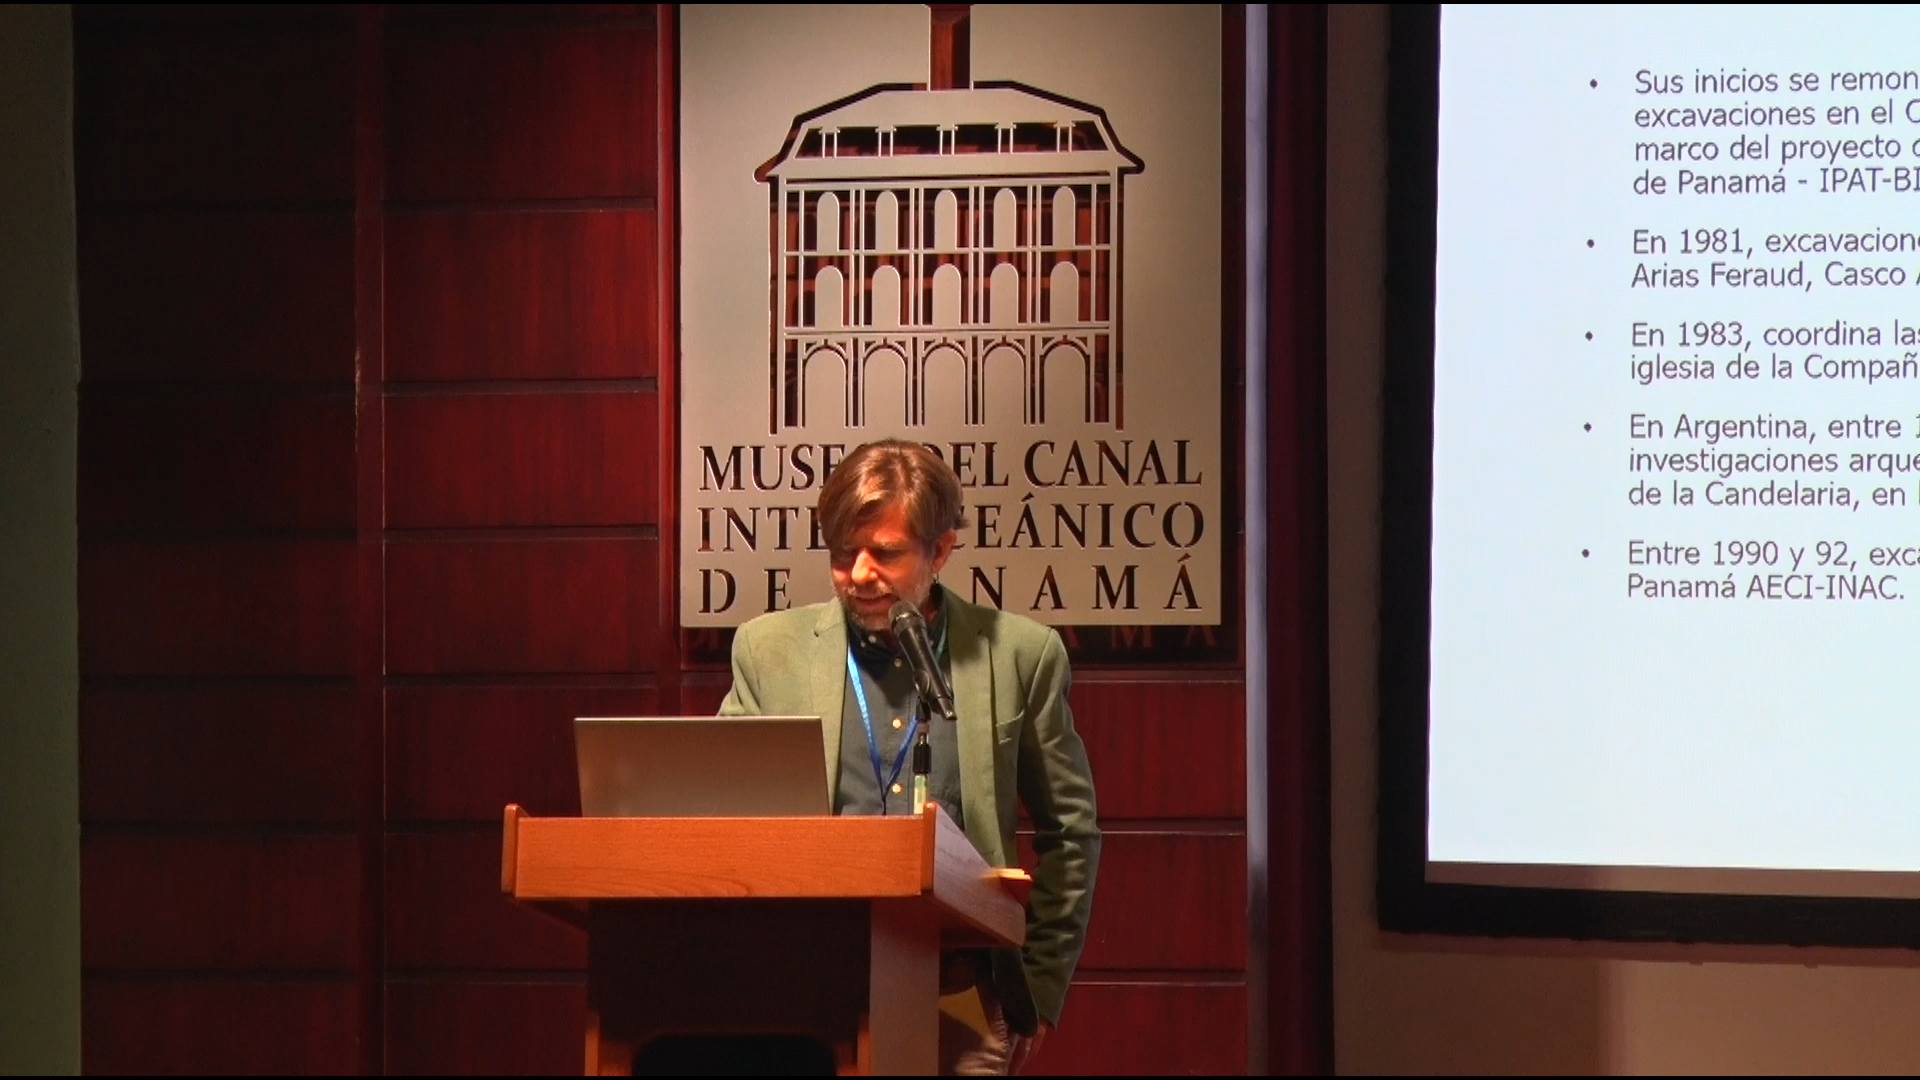 MUSEO DEL CANAL
INTEROCEÁNICO
DE PANAMÁ
• Sus inicios se remon
excavaciones en el C
marco del proyecto
de Panamá - IPAT-BI
• En 1981, excavacion
Arias Feraud, Casco
• En 1983, coordina las
iglesia de la Compañ
• En Argentina, entre
investigaciones arque
de la Candelaria, en
• Entre 1990 y 92, exca
Panamá AECI-INAC.